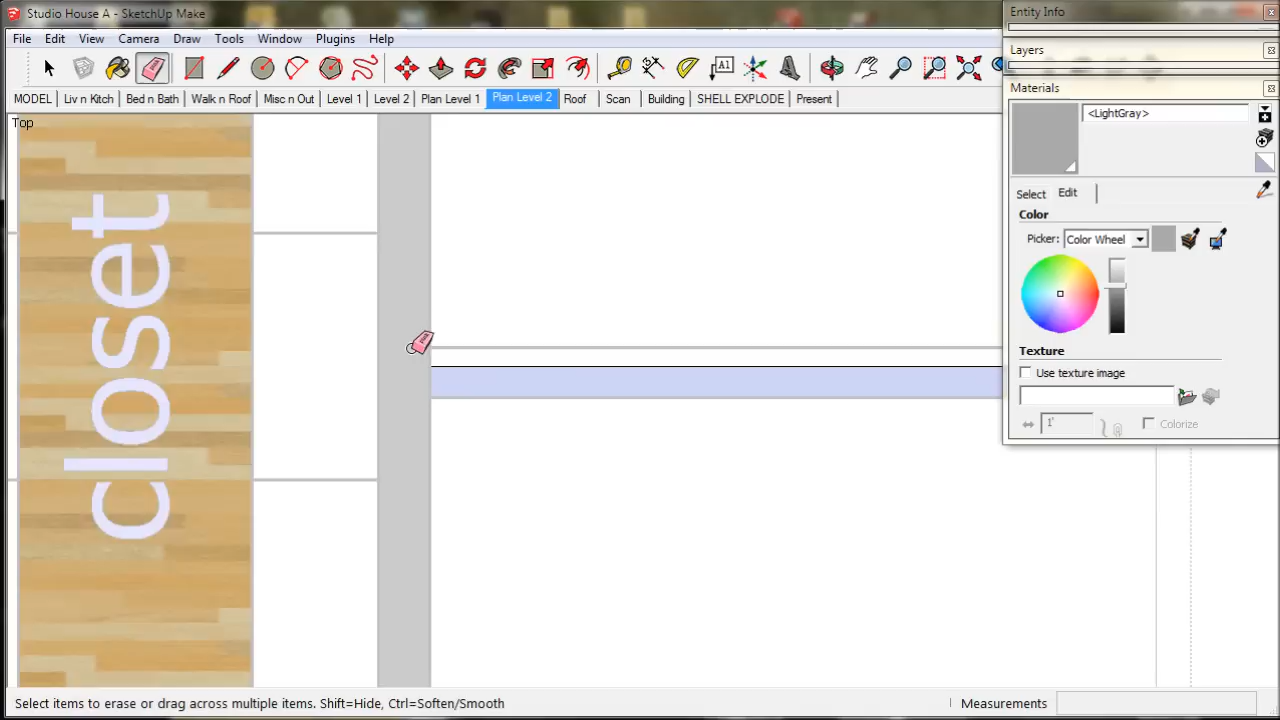 Studio House A - SketchUp Make
File Edit View Camera Draw Tools Window Plugins Help
A1
MODEL Liv n Kitch Bed n Bath Walk n Roof Misc n Out Level 1 Level 2 Plan Level 1 Plan Level 2 Roof Scan Building SHELL EXPLODE Present
Top
closet
Entity Info
Layers
Materials
<LightGray>
Select Edit
Color
Picker: Color Wheel
Texture
Use texture image
1'
Colorize
Select items to erase or drag across multiple items. Shift=Hide, Ctrl=Soften/Smooth
Measurements